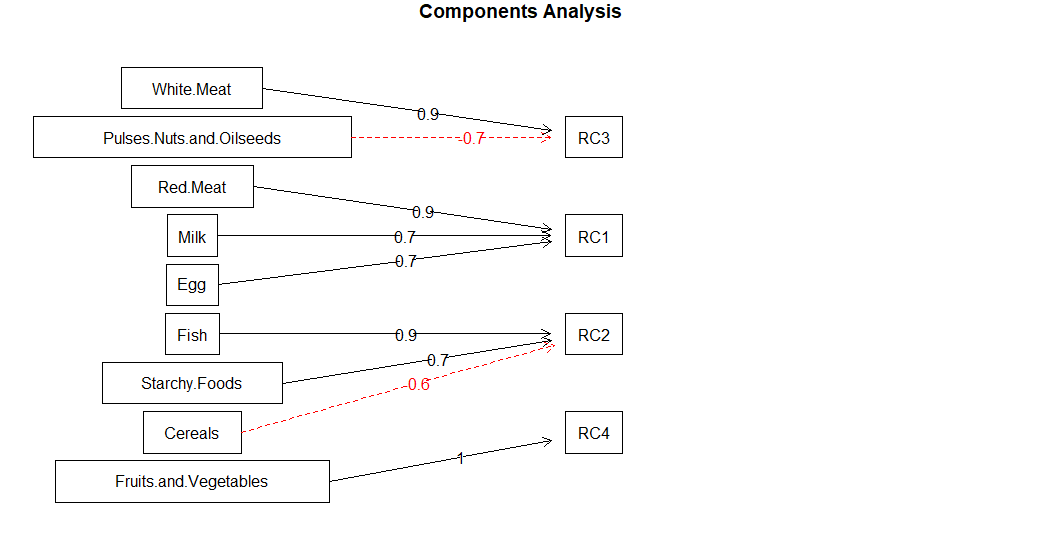 Components Analysis
White.Meat
0.9
Pulses.Nuts.and.Oilseeds
-0.7
RC3
Red.Meat
0.9
Milk
0.7
RC1
Egg
0.7
Fish
0.9
RC2
Starchy.Foods
0.7
-0.6
Cereals
RC4
1
Fruits.and.Vegetables